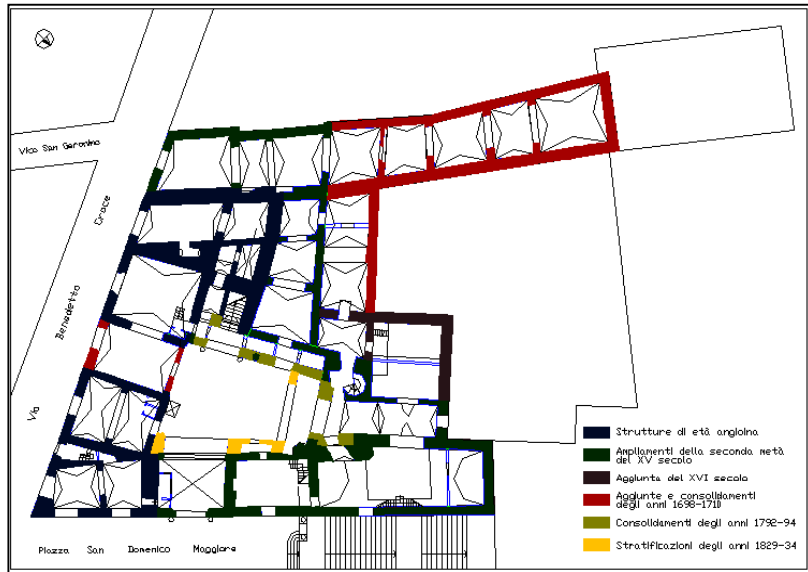 Vico San Geronimo
Via Benedetto Croce
Strutture di età angioina
Ampliamenti della seconda metà
del XV secolo
Aggiunta del XVI secolo
Aggiunte e consolidamenti
degli anni 1698-1710
Consolidamenti degli anni 1792-94
Stratificazioni degli anni 1829-34
Piazza San Domenico Maggiore